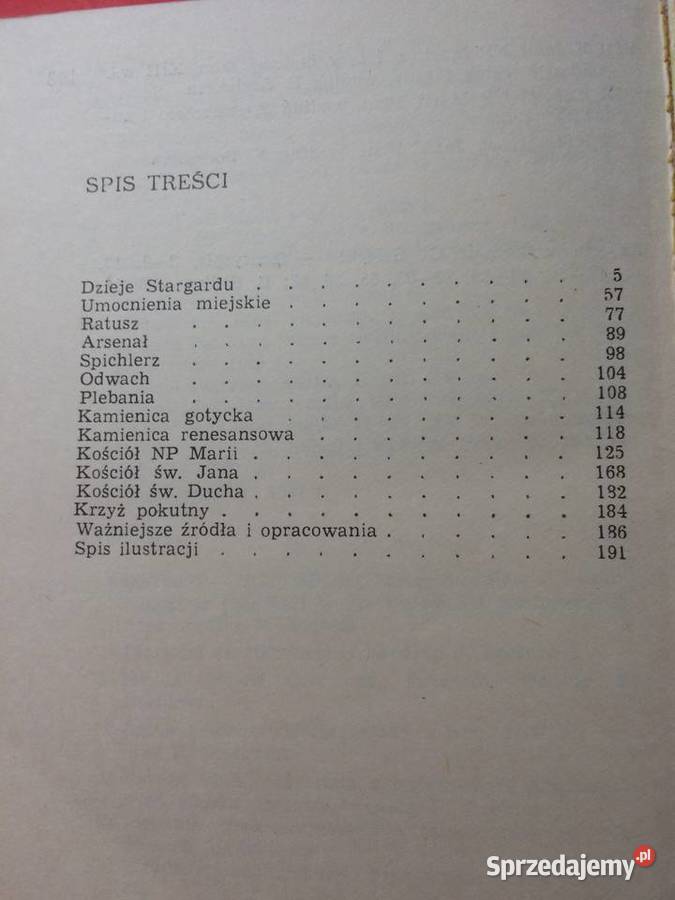 SPIS TREŚCI
Dzieje Stargardu . . . . . . . . . . 5
Umocnienia miejskie . . . . . . . . . 57
Ratusz . . . . . . . . . . . . 77
Arsenał . . . . . . . . . . . . 89
Spichlerz . . . . . . . . . . . . 98
Odwach . . . . . . . . . . . . 104
Plebania . . . . . . . . . . . . 108
Kamienica gotycka . . . . . . . . . 114
Kamienica renesansowa . . . . . . . . 118
Kościół NP Marii . . . . . . . . . . 125
Kościół św. Jana . . . . . . . . . . 168
Kościół św. Ducha . . . . . . . . . . 182
Krzyż pokutny . . . . . . . . . . . 184
Ważniejsze źródła i opracowania . . . . . . 186
Spis ilustracji . . . . . . . . . . . 191
Sprzedajemy.pl